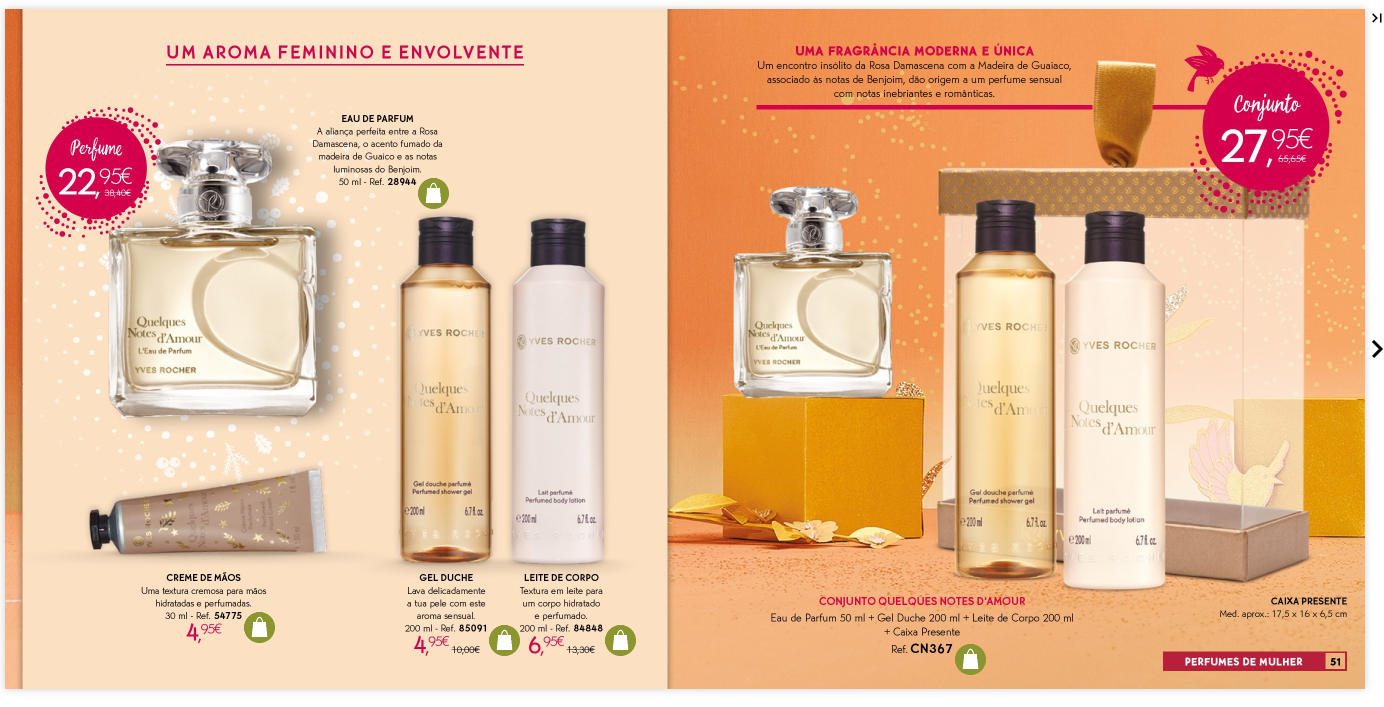 UM AROMA FEMININO E ENVOLVENTE
Perfume
22,95€
38,40€
EAU DE PARFUM
A aliança perfeita entre a Rosa
Damascena, o acento fumado da
madeira de Guaico e as notas
luminosas do Benjoim.
50 ml - Ref. 28944
Quelques
Notes d'Amour
L'Eau de Parfum
YVES ROCHER
YVES ROCHER
Quelques
Notes d'Amour
Gel douche parfumé
Perfumed shower gel
e 200 ml 6.7 fl. oz.
YVES ROCHER
Quelques
Notes d'Amour
Lait parfumé
Perfumed body lotion
e 200 ml 6.7 fl. oz.
YVES ROCHER
Quelques
Notes d'Amour
CREME DE MÃOS
Uma textura cremosa para mãos
hidratadas e perfumadas.
30 ml - Ref. 54775
4,95€
GEL DUCHE
Lava delicadamente
a tua pele com este
aroma sensual.
200 ml - Ref. 85091
4,95€ 10,00€
LEITE DE CORPO
Textura em leite para
um corpo hidratado
e perfumado.
200 ml - Ref. 84848
6,95€ 13,30€
UMA FRAGRÂNCIA MODERNA E ÚNICA
Um encontro insólito da Rosa Damascena com a Madeira de Guaiaco,
associado às notas de Benjoim, dão origem a um perfume sensual
com notas inebriantes e românticas.
Conjunto
27,95€
65,65€
Quelques
Notes d'Amour
L'Eau de Parfum
YVES ROCHER
YVES ROCHER
Quelques
Notes d'Amour
Gel douche parfumé
Perfumed shower gel
e 200 ml 6.7 fl. oz.
YVES ROCHER
Quelques
Notes d'Amour
Lait parfumé
Perfumed body lotion
e 200 ml 6.7 fl. oz.
CONJUNTO QUELQUES NOTES D'AMOUR
Eau de Parfum 50 ml + Gel Duche 200 ml + Leite de Corpo 200 ml
+ Caixa Presente
Ref. CN367
CAIXA PRESENTE
Med. aprox.: 17,5 x 16 x 6,5 cm
PERFUMES DE MULHER 51